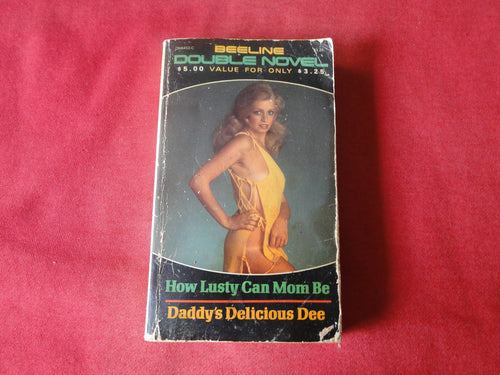 BEELINE
DOUBLE NOVEL
$5.00 VALUE FOR ONLY $3.25
How Lusty Can Mom Be
Daddy's Delicious Dee